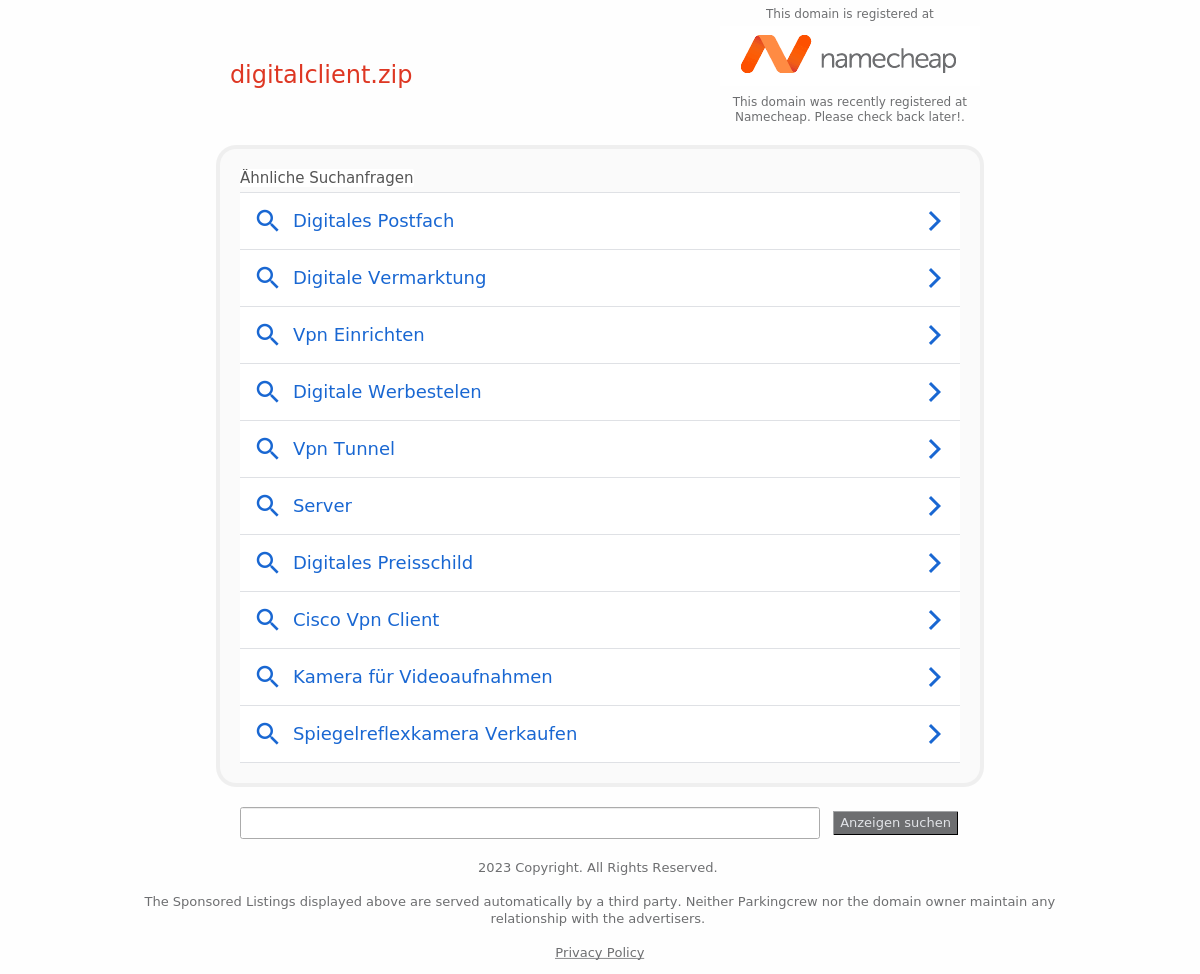 This domain is registered at
namecheap
digitalclient.zip
This domain was recently registered at
Namecheap. Please check back later!.
Ähnliche Suchanfragen
Digitales Postfach
Digitale Vermarktung
Vpn Einrichten
Digitale Werbestelen
Vpn Tunnel
Server
Digitales Preisschild
Cisco Vpn Client
Kamera für Videoaufnahmen
Spiegelreflexkamera Verkaufen
Anzeigen suchen
2023 Copyright. All Rights Reserved.
The Sponsored Listings displayed above are served automatically by a third party. Neither Parkingcrew nor the domain owner maintain any
relationship with the advertisers.
Privacy Policy